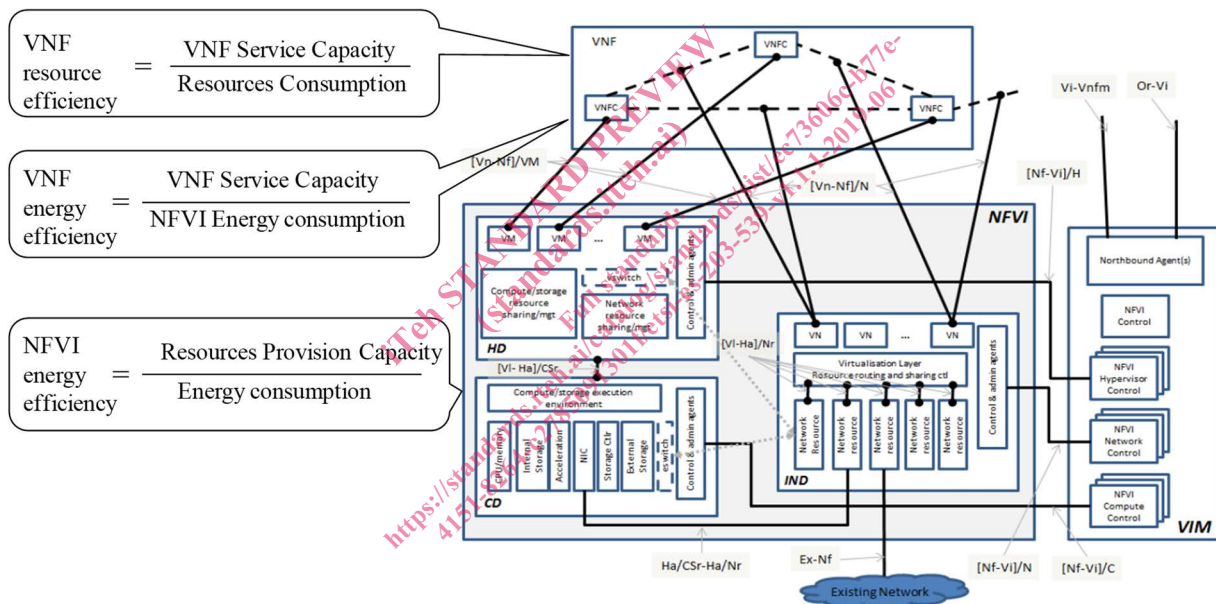 VNF
resource
efficiency
=
VNF Service Capacity
Resources Consumption
VNF
energy
efficiency
=
VNF Service Capacity
NFVI Energy consumption
NFVI
energy
efficiency
=
Resources Provision Capacity
Energy consumption
VNF
VNFC
VNFC
VNFC
Vi-Vnfm
Or-Vi
[Vn-Nf]/VM
[Vn-Nf]/N
[Nf-Vi]/H
NFVI
VM
VM
...
VM
vswitch
Compute/storage
resource
sharing/mgt
Network
resource
sharing/mgt
Control & admin agents
HD
[Vl-Ha]/CSr
[Vl-Ha]/Nr
Compute/storage execution
environment
CPU/memory
Internal
Storage
Acceleration
NIC
Storage Ctlr
External
Storage
eswitch
Control & admin agents
CD
VN
VN
...
VN
Virtualisation Layer
Resource routing and sharing ctl
Network
Resource
Network
resource
Network
resource
Network
resource
Network
resource
Control & admin agents
IND
Northbound Agent(s)
NFVI
Control
NFVI
Hypervisor
Control
NFVI
Network
Control
NFVI
Compute
Control
VIM
Ha/CSr-Ha/Nr
Ex-Nf
[Nf-Vi]/N
[Nf-Vi]/C
Existing Network
iTeh STANDARD PREVIEW
(standards.iteh.ai)
Full standard: